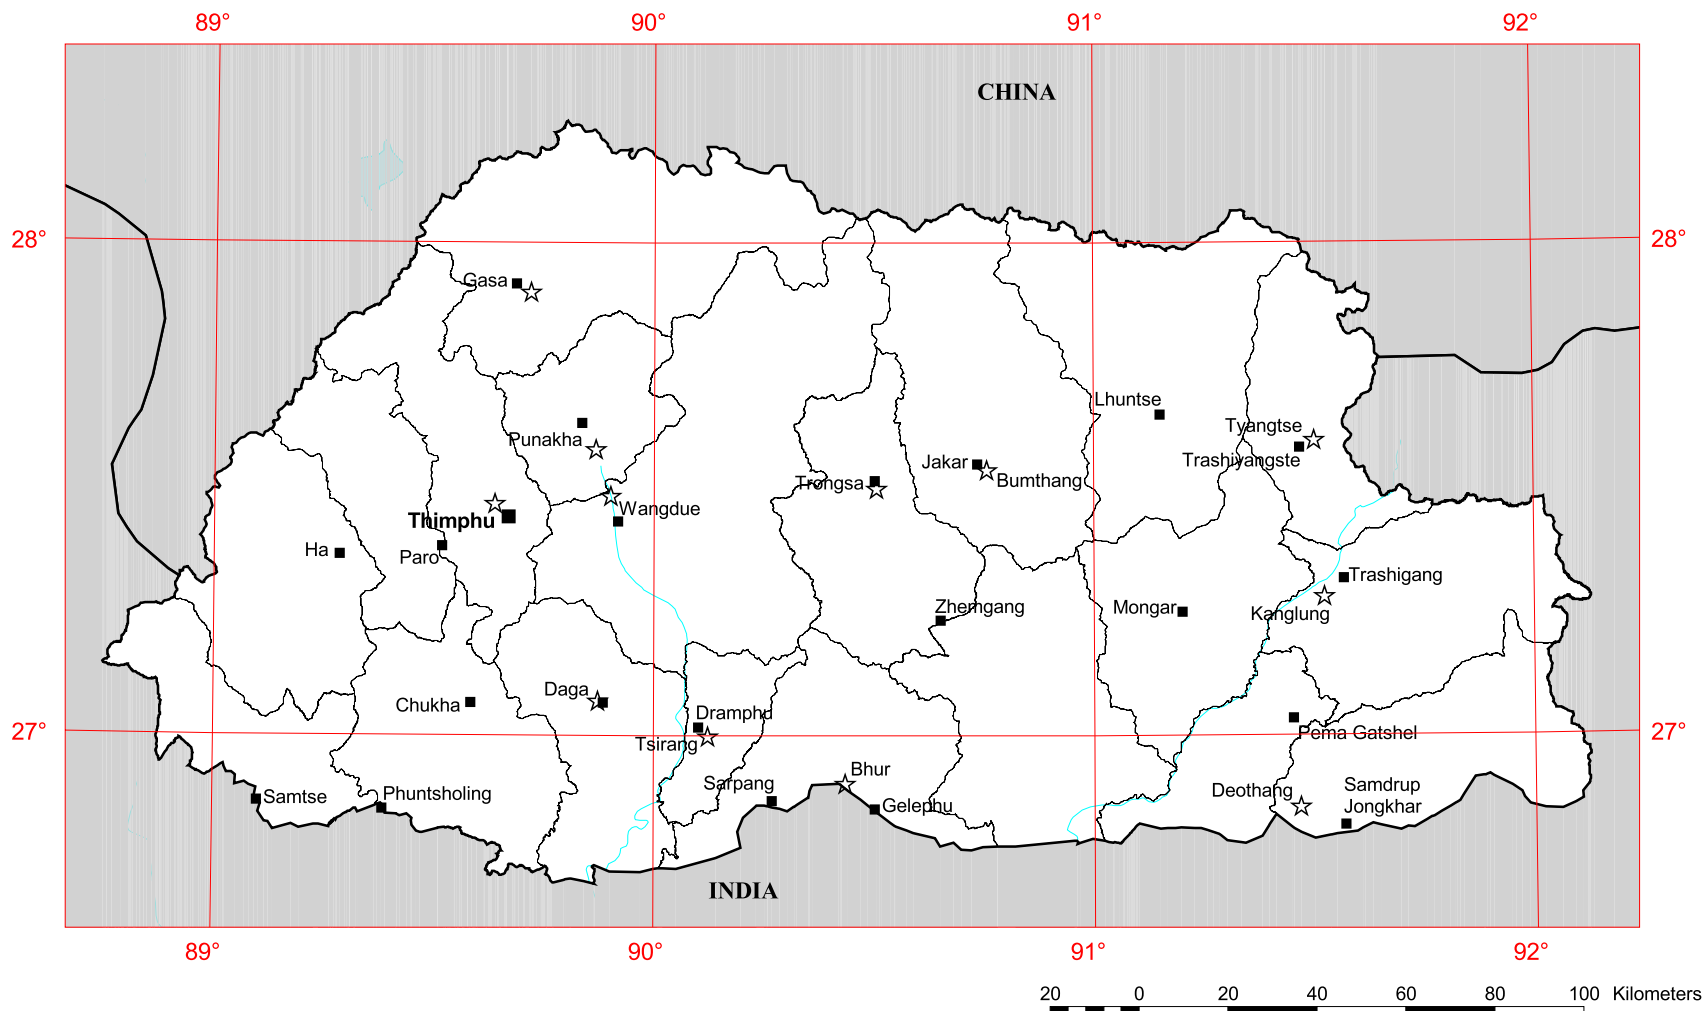 89° 90° 91° 92°
CHINA
28° 28°
Gasa
Lhuntse
Tyangtse
Punakha
Trashiyangste
Jakar
Bumthang
Trongsa
Wangdue
Thimphu
Ha
Paro
Trashigang
Zhemgang
Mongar
Kanglung
Daga
Chukha
Dramphu
27° 27°
Pema Gatshel
Tsirang
Bhur
Sarpang
Deothang
Samdrup
Jongkhar
Samtse
Phuntsholing
Gelephu
INDIA
89° 90° 91° 92°
20 0 20 40 60 80 100 Kilometers